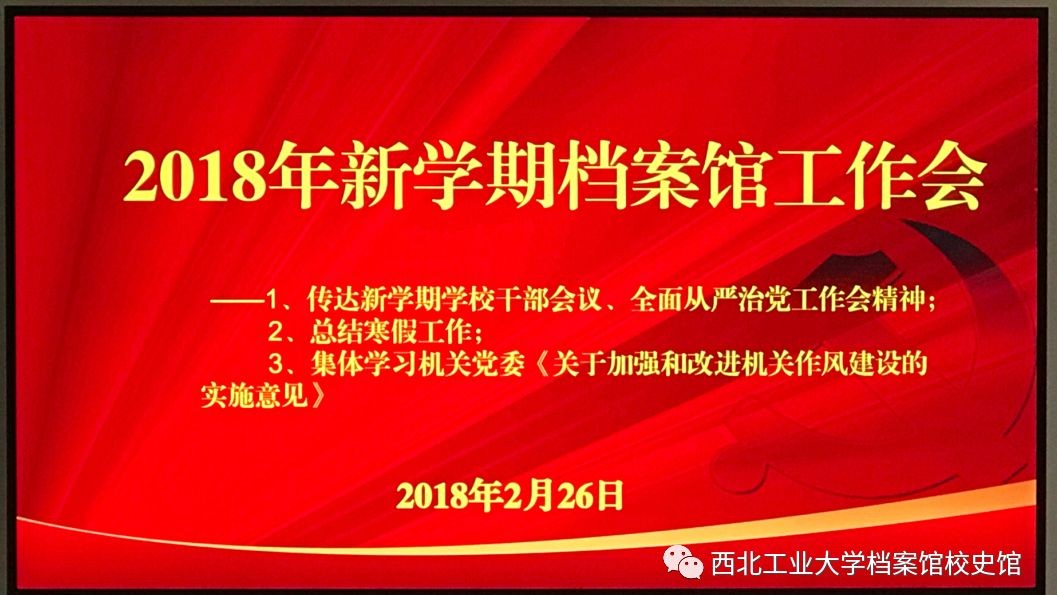 2018年新学期档案馆工作会
——1、传达新学期学校干部会议、全面从严治党工作会精神；
2、总结寒假工作；
3、集体学习机关党委《关于加强和改进机关作风建设的
实施意见》
2018年2月26日
西北工业大学档案馆校史馆